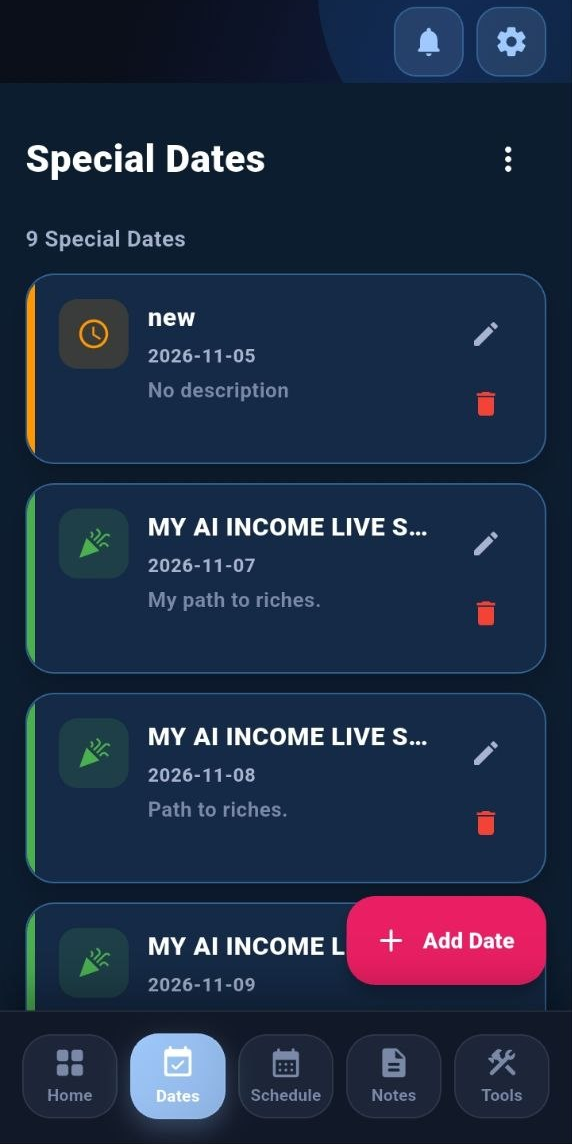 Special Dates
9 Special Dates
new
2026-11-05
No description
MY AI INCOME LIVE S...
2026-11-07
My path to riches.
MY AI INCOME LIVE S...
2026-11-08
Path to riches.
MY AI INCOME L
2026-11-09
Add Date
Home
Dates
Schedule
Notes
Tools